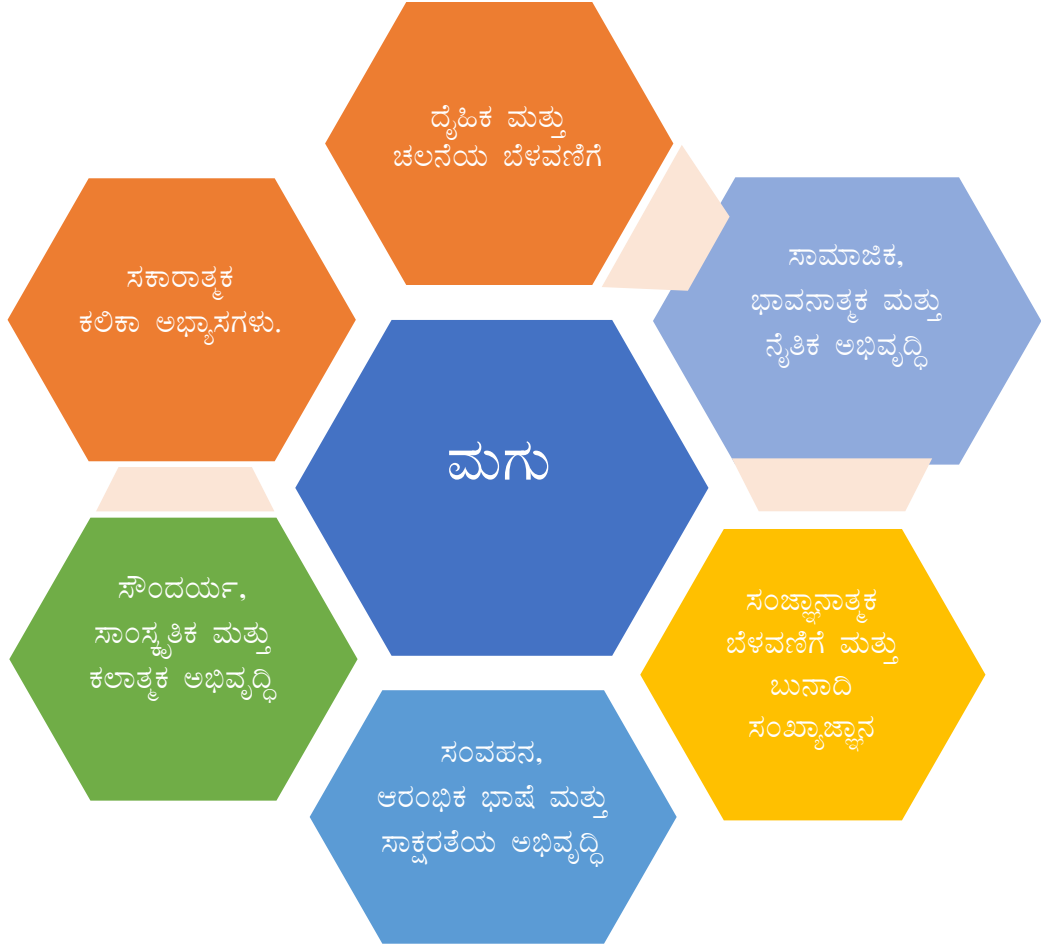 ದೈಹಿಕ ಮತ್ತು
ಚಲನೆಯ ಬೆಳವಣಿಗೆ
ಸಾಮಾಜಿಕ,
ಭಾವನಾತ್ಮಕ ಮತ್ತು
ನೈತಿಕ ಅಭಿವೃದ್ಧಿ
ಸಕಾರಾತ್ಮಕ
ಕಲಿಕಾ ಅಭ್ಯಾಸಗಳು.
ಮಗು
ಸೌಂದರ್ಯ,
ಸಾಂಸ್ಕೃತಿಕ ಮತ್ತು
ಕಲಾತ್ಮಕ ಅಭಿವೃದ್ಧಿ
ಸಂಜ್ಞಾನಾತ್ಮಕ
ಬೆಳವಣಿಗೆ ಮತ್ತು
ಬುನಾದಿ
ಸಂಖ್ಯಾಜ್ಞಾನ
ಸಂವಹನ,
ಆರಂಭಿಕ ಭಾಷೆ ಮತ್ತು
ಸಾಕ್ಷರತೆಯ ಅಭಿವೃದ್ಧಿ